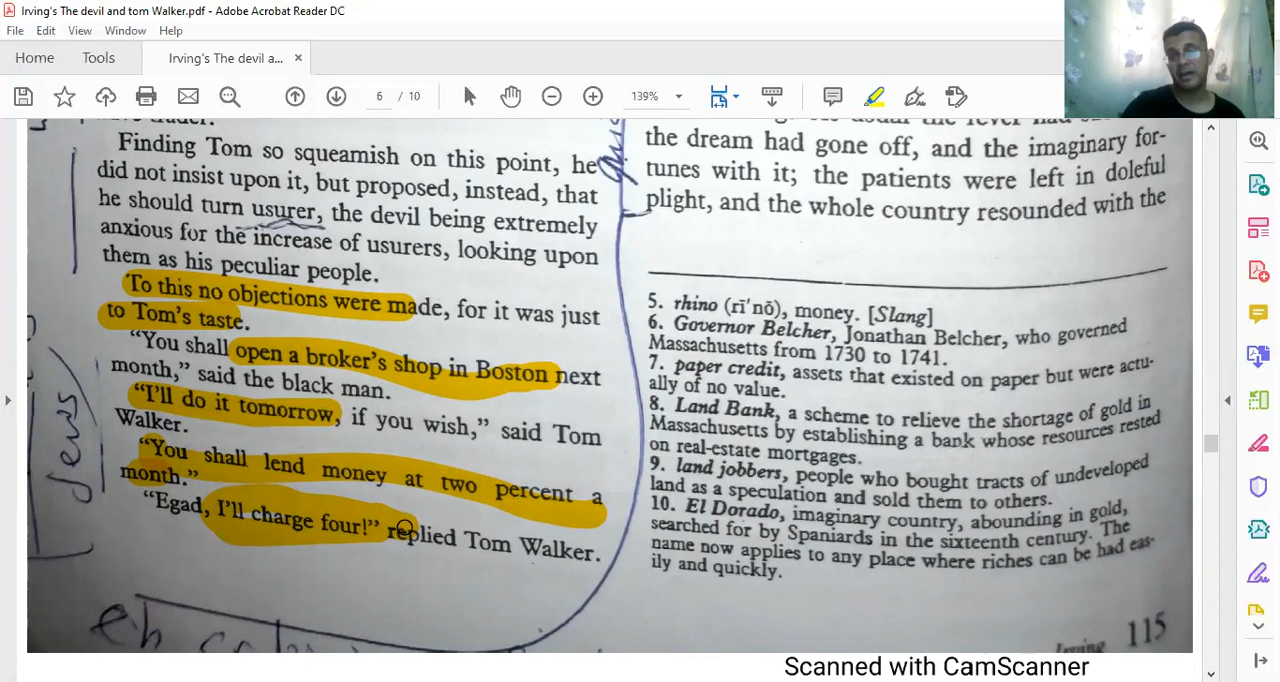 Irving's The devil and tom Walker.pdf - Adobe Acrobat Reader DC
File Edit View Window Help
Home Tools Irving's The devil a... ×
6 / 10 139%
Finding Tom so squeamish on this point, he
did not insist upon it, but proposed, instead, that
he should turn usurer, the devil being extremely
anxious for the increase of usurers, looking upon
them as his peculiar people.
To this no objections were made, for it was just
to Tom's taste.
“You shall open a broker's shop in Boston next
month,” said the black man.
“I'll do it tomorrow, if you wish,” said Tom
Walker.
“You shall lend money at two percent a
month.”
“Egad, I'll charge four!” replied Tom Walker.
the dream had gone off, and the imaginary for-
tunes with it; the patients were left in doleful
plight, and the whole country resounded with the
5. rhino (rī′nō), money. [Slang]
6. Governor Belcher, Jonathan Belcher, who governed
Massachusetts from 1730 to 1741.
7. paper credit, assets that existed on paper but were actu-
ally of no value.
8. Land Bank, a scheme to relieve the shortage of gold in
Massachusetts by establishing a bank whose resources rested
on real-estate mortgages.
9. land jobbers, people who bought tracts of undeveloped
land as a speculation and sold them to others.
10. El Dorado, imaginary country, abounding in gold,
searched for by Spaniards in the sixteenth century. The
name now applies to any place where riches can be had eas-
ily and quickly.
Irving 115
Jews
Scanned with CamScanner